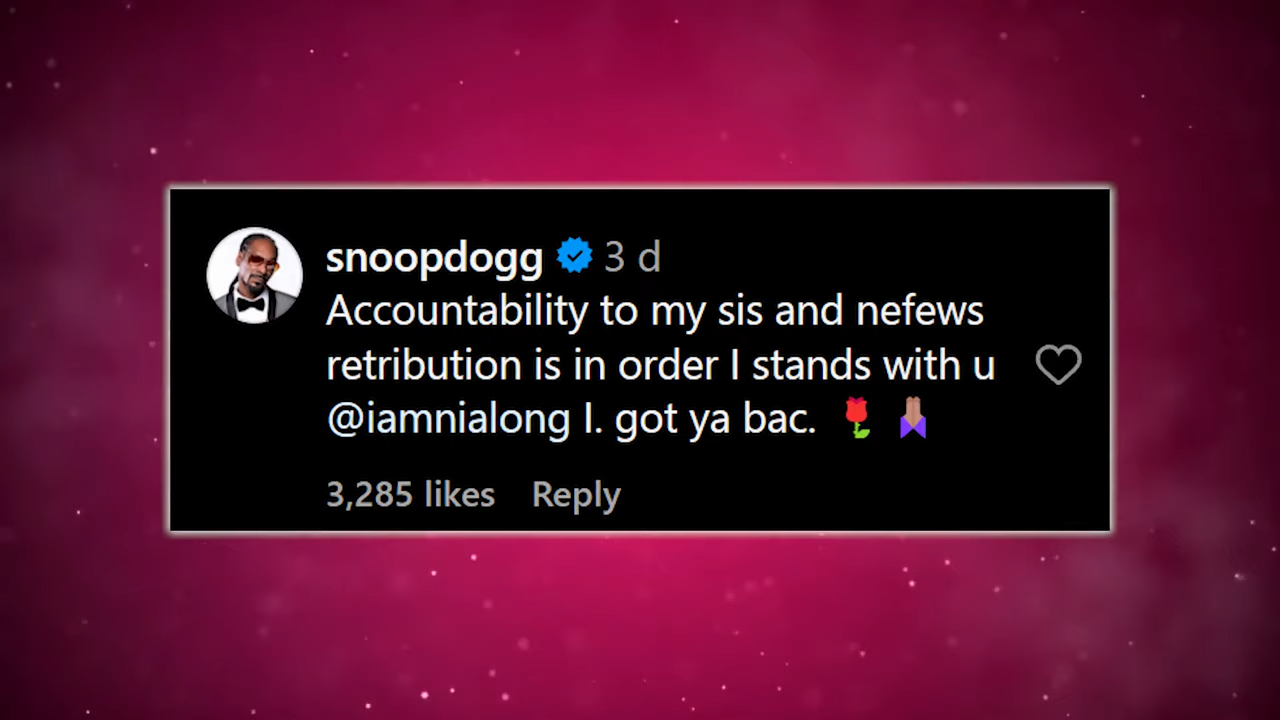 snoopdogg 3 d
Accountability to my sis and nefews
retribution is in order I stands with u
@iamnialong I. got ya bac. 🌹 🙏🏽
3,285 likes Reply